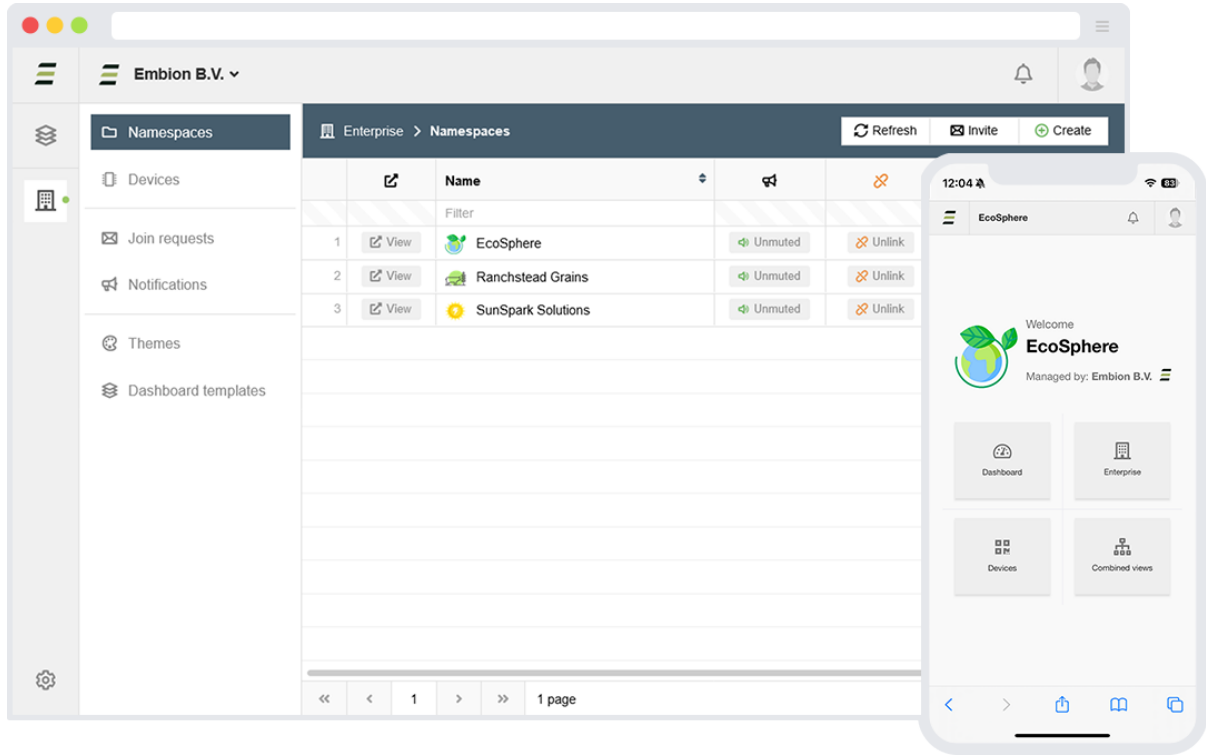 Embion B.V.
Namespaces
Devices
Join requests
Notifications
Themes
Dashboard templates
Enterprise > Namespaces
Refresh
Invite
Create
Name
Filter
1 View EcoSphere Unmuted Unlink
2 View Ranchstead Grains Unmuted Unlink
3 View SunSpark Solutions Unmuted Unlink
« < 1 > » 1 page
12:04 83
EcoSphere
Welcome
EcoSphere
Managed by: Embion B.V.
Dashboard
Enterprise
Devices
Combined views